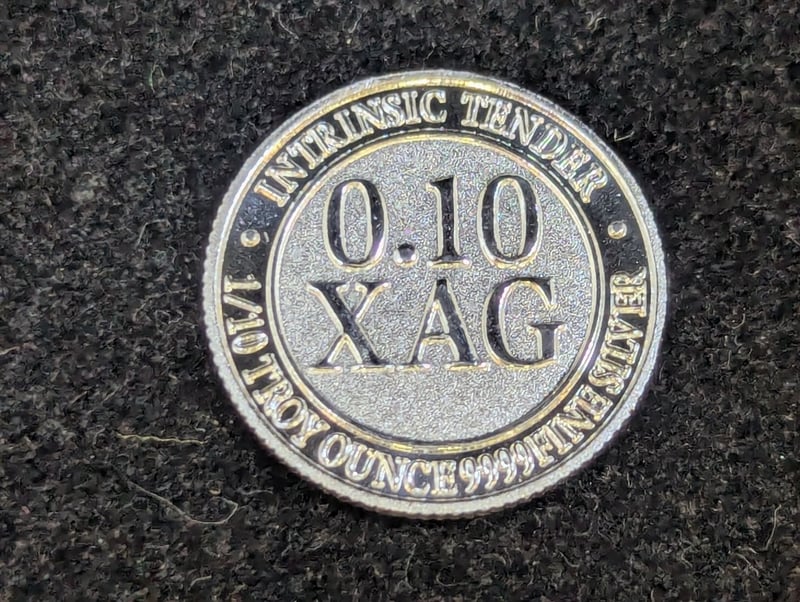 INTRINSIC TENDER
0.10
XAG
1/10 TROY OUNCE 9999 FINE SILVER